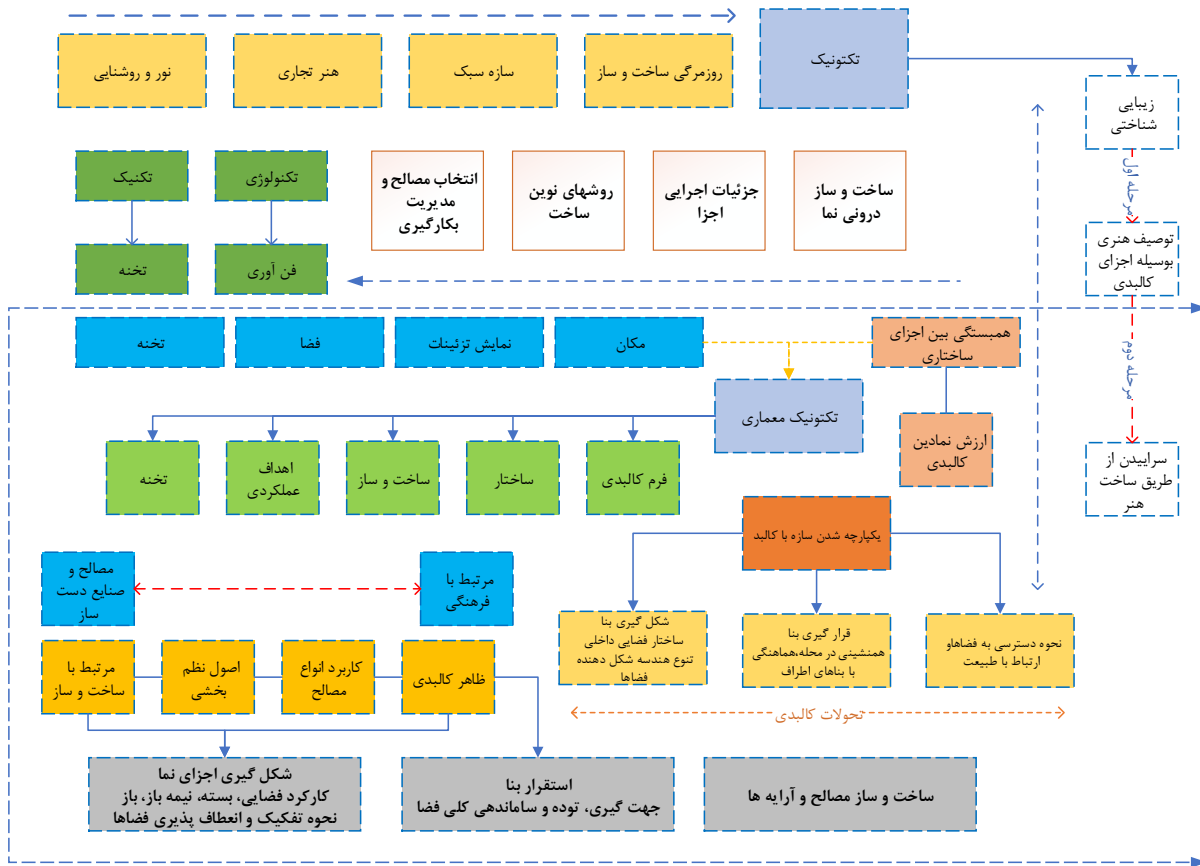 تکتونیک
روزمرگی ساخت و ساز
سازه سبک
هنر تجاری
نور و روشنایی
زیبایی
شناختی
مرحله اول
توصیف هنری
بوسیله اجزای
کالبدی
مرحله دوم
سراییدن از
طریق ساخت
هنر
ساخت و ساز
درونی نما
جزئیات اجرایی
اجزا
روشهای نوین
ساخت
انتخاب مصالح و
مدیریت
بکارگیری
تکنولوژی
تکنیک
فن آوری
تخنه
همبستگی بین اجزای
ساختاری
مکان
نمایش تزئینات
فضا
تخنه
تکتونیک معماری
ارزش نمادین
کالبدی
فرم کالبدی
ساختار
ساخت و ساز
اهداف
عملکردی
تخنه
یکپارچه شدن سازه با کالبد
مرتبط با
فرهنگی
مصالح و
صنایع دست
ساز
نحوه دسترسی به فضاهاو
ارتباط با طبیعت
قرار گیری بنا
همنشینی در محله،هماهنگی
با بناهای اطراف
شکل گیری بنا
ساختار فضایی داخلی
تنوع هندسه شکل دهنده
فضاها
تحولات کالبدی
ظاهر کالبدی
کاربرد انواع
مصالح
اصول نظم
بخشی
مرتبط با
ساخت و ساز
ساخت و ساز مصالح و آرایه ها
استقرار بنا
جهت گیری، توده و ساماندهی کلی فضا
شکل گیری اجزای نما
کارکرد فضایی، بسته، نیمه باز، باز
نحوه تفکیک و انعطاف پذیری فضاها